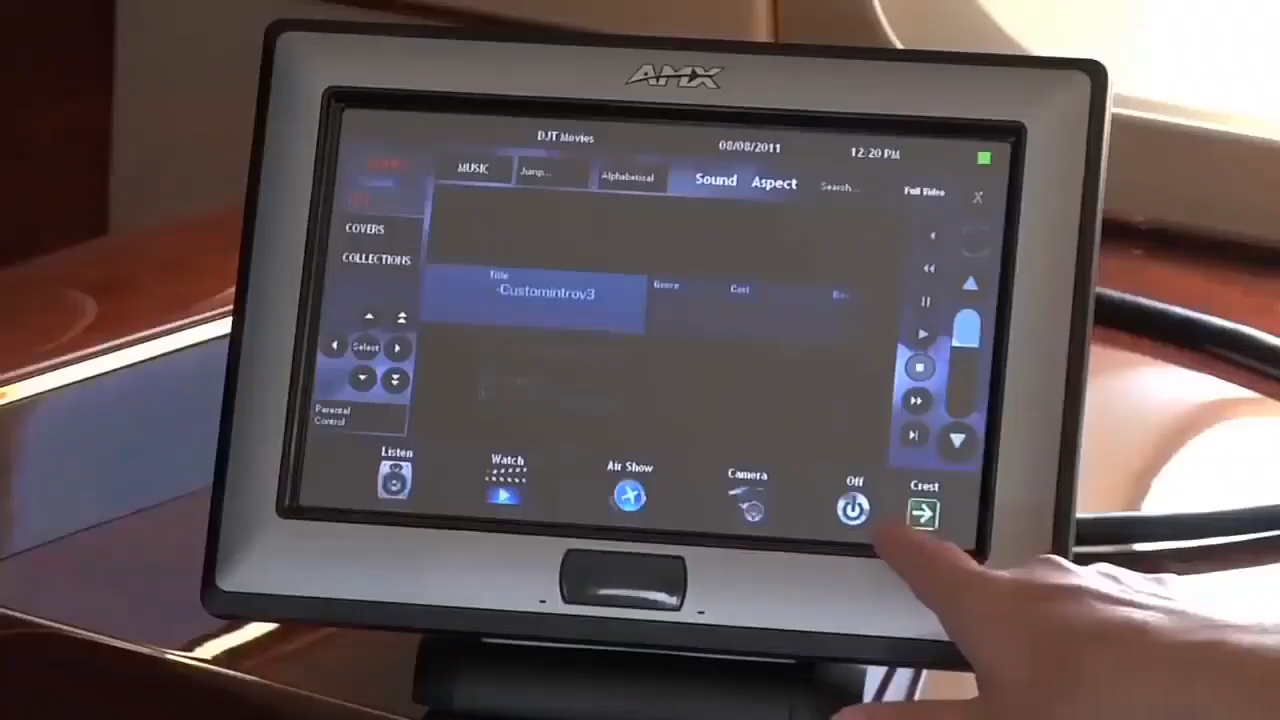 AMX
DJT Movies
08/08/2011
12:20 PM
MUSIC
Jump...
Alphabetical
Sound
Aspect
Search...
Full Video
X
COVERS
COLLECTIONS
Title
Genre
Cast
-Customintrov3
Select
Parental
Control
Listen
Watch
Air Show
Camera
Off
Crest